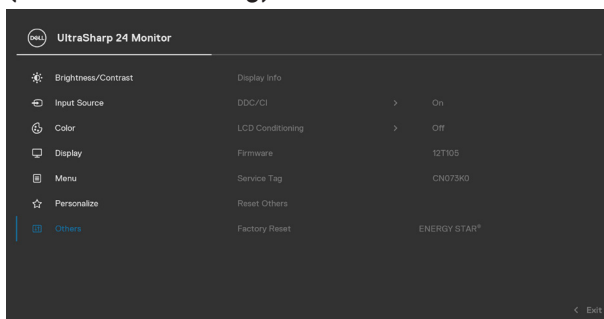 DELL UltraSharp 24 Monitor
Brightness/Contrast Display Info
Input Source DDC/CI > On
Color LCD Conditioning > Off
Display Firmware 12T105
Menu Service Tag CN073K0
Personalize Reset Others
Others Factory Reset ENERGY STAR®
< Exit